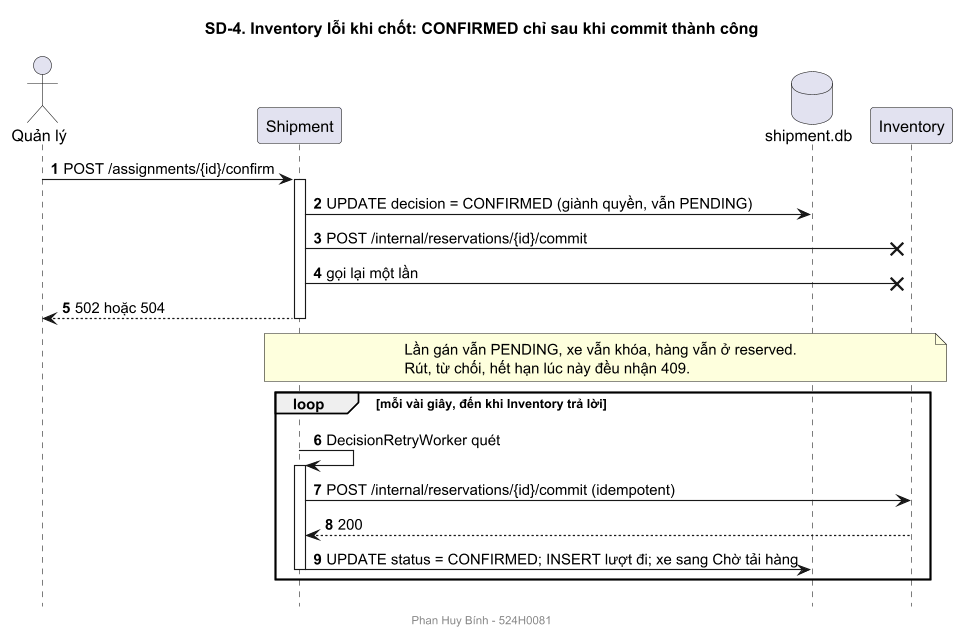 SD-4. Inventory lỗi khi chốt: CONFIRMED chỉ sau khi commit thành công
Quản lý
Shipment
shipment.db
Inventory
1 POST /assignments/{id}/confirm
2 UPDATE decision = CONFIRMED (giành quyền, vẫn PENDING)
3 POST /internal/reservations/{id}/commit
4 gọi lại một lần
5 502 hoặc 504
Lần gán vẫn PENDING, xe vẫn khóa, hàng vẫn ở reserved.
Rút, từ chối, hết hạn lúc này đều nhận 409.
loop [mỗi vài giây, đến khi Inventory trả lời]
6 DecisionRetryWorker quét
7 POST /internal/reservations/{id}/commit (idempotent)
8 200
9 UPDATE status = CONFIRMED; INSERT lượt đi; xe sang Chờ tải hàng
Phan Huy Bính - 524H0081